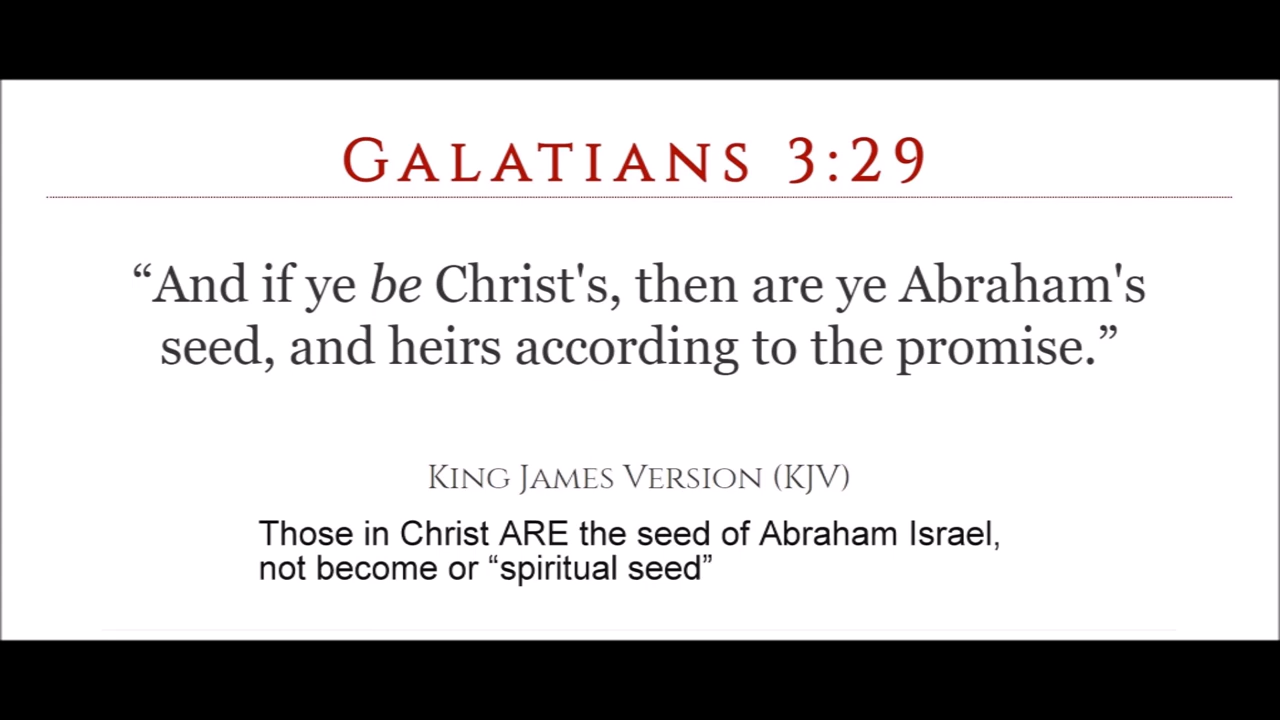 GALATIANS 3:29
“And if ye be Christ's, then are ye Abraham's
seed, and heirs according to the promise.”
KING JAMES VERSION (KJV)
Those in Christ ARE the seed of Abraham Israel,
not become or “spiritual seed”